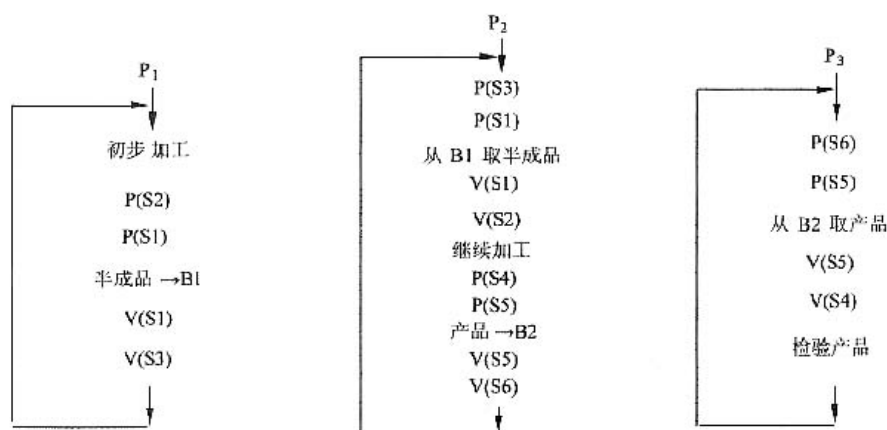 P1
初步 加工
P(S2)
P(S1)
半成品 →B1
V(S1)
V(S3)
P2
P(S3)
P(S1)
从 B1 取半成品
V(S1)
V(S2)
继续加工
P(S4)
P(S5)
产品 →B2
V(S5)
V(S6)
P3
P(S6)
P(S5)
从 B2 取产品
V(S5)
V(S4)
检验产品